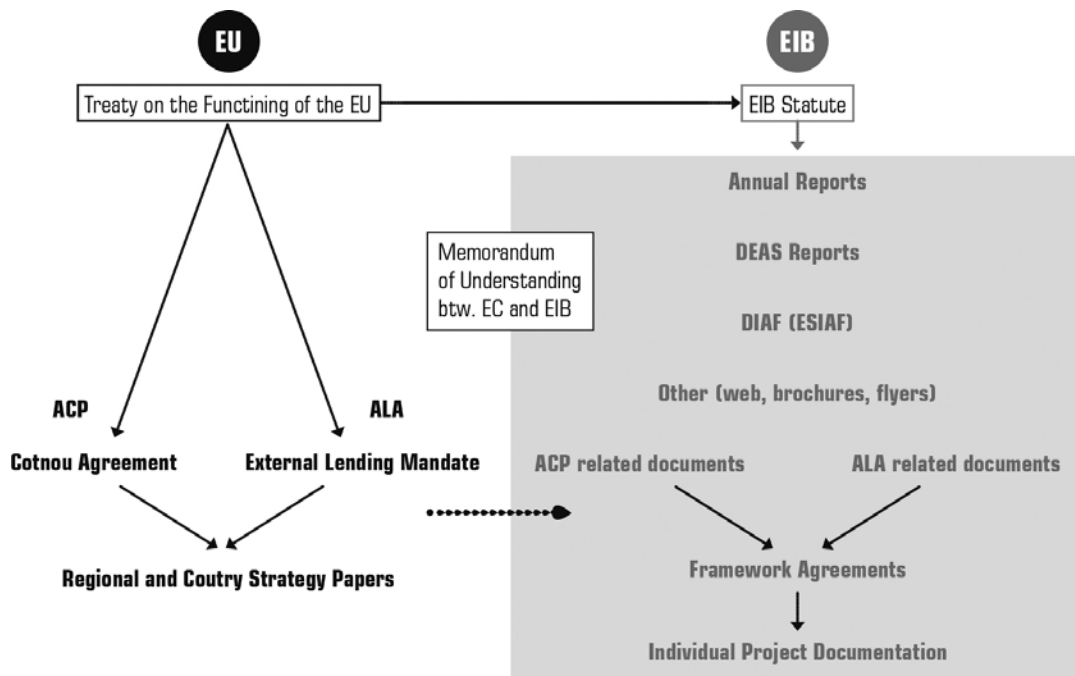 EU
EIB
Treaty on the Functining of the EU
EIB Statute
Annual Reports
Memorandum
of Understanding
btw. EC and EIB
DEAS Reports
DIAF (ESIAF)
Other (web, brochures, flyers)
ACP
ALA
Cotnou Agreement
External Lending Mandate
ACP related documents
ALA related documents
Regional and Coutry Strategy Papers
Framework Agreements
Individual Project Documentation